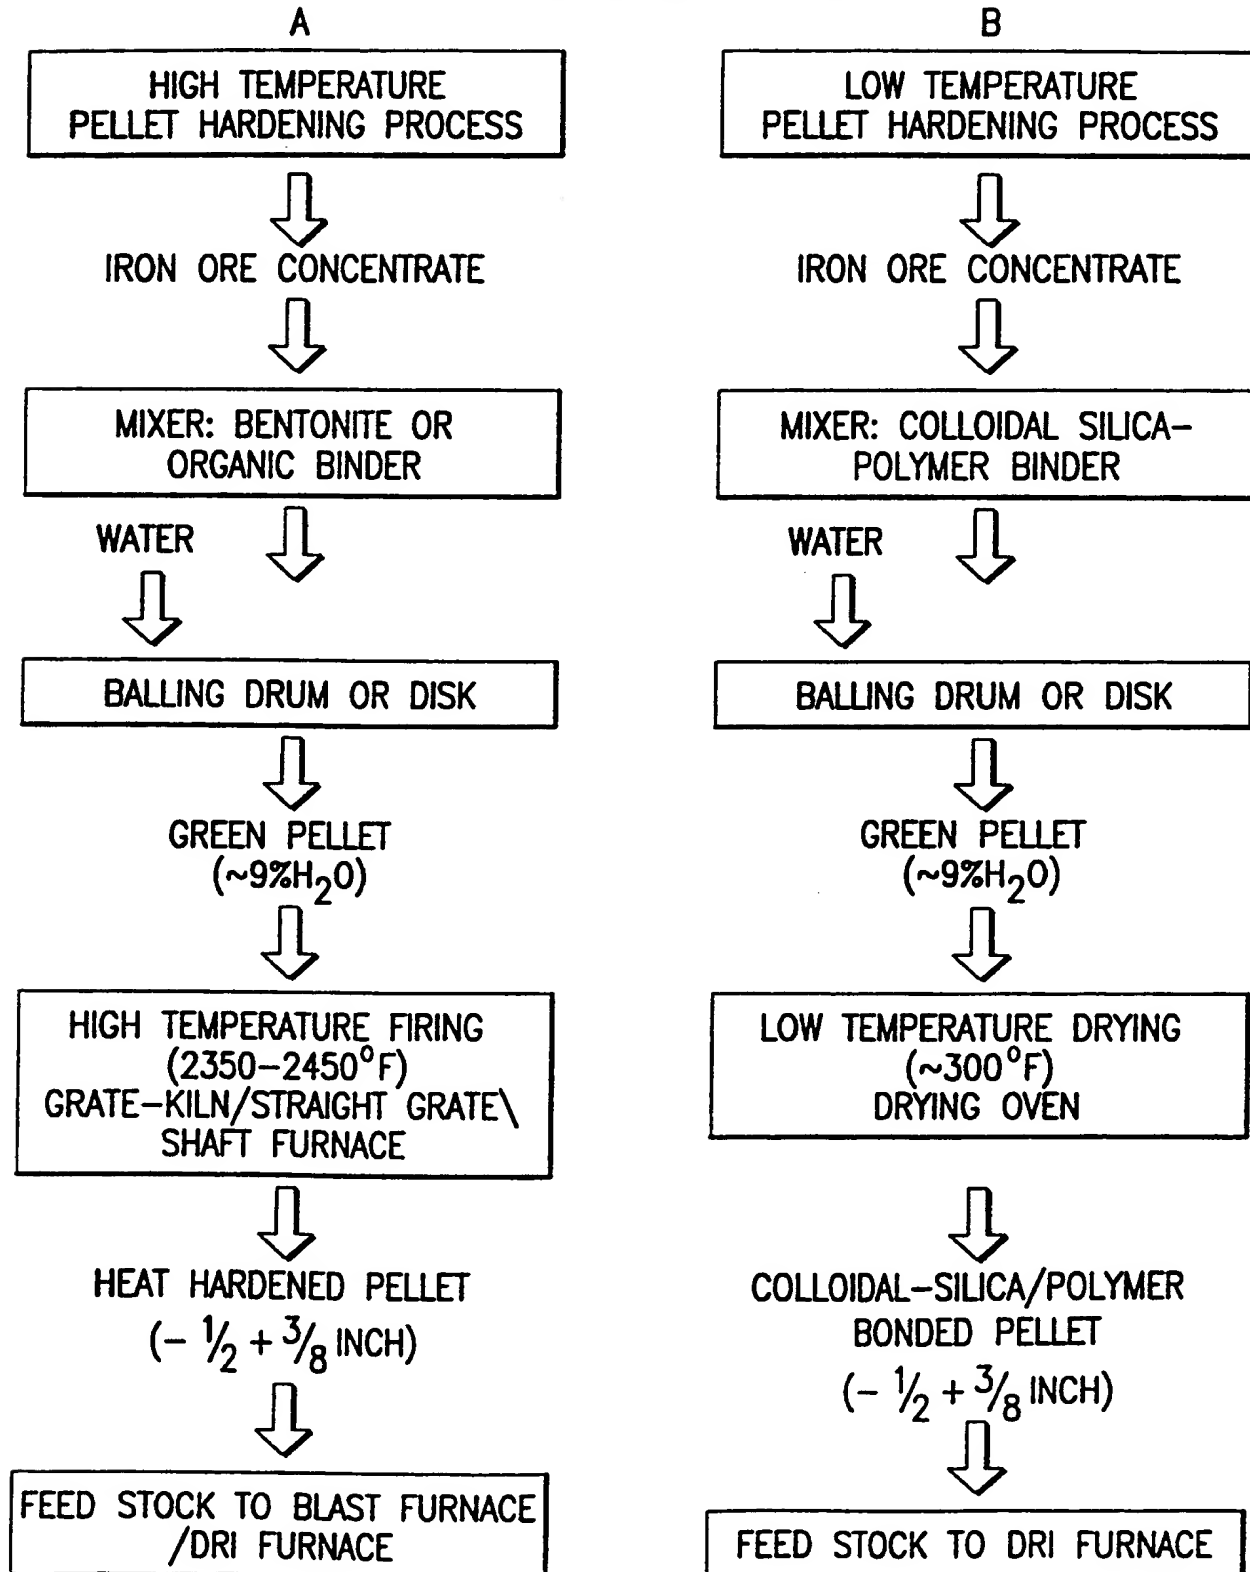 A
HIGH TEMPERATURE
PELLET HARDENING PROCESS
IRON ORE CONCENTRATE
MIXER: BENTONITE OR
ORGANIC BINDER
WATER
BALLING DRUM OR DISK
GREEN PELLET
(~9%H₂O)
HIGH TEMPERATURE FIRING
(2350–2450°F)
GRATE–KILN/STRAIGHT GRATE\
SHAFT FURNACE
HEAT HARDENED PELLET
(– 1/2 + 3/8 INCH)
FEED STOCK TO BLAST FURNACE
/DRI FURNACE
B
LOW TEMPERATURE
PELLET HARDENING PROCESS
IRON ORE CONCENTRATE
MIXER: COLLOIDAL SILICA–
POLYMER BINDER
WATER
BALLING DRUM OR DISK
GREEN PELLET
(~9%H₂O)
LOW TEMPERATURE DRYING
(~300°F)
DRYING OVEN
COLLOIDAL–SILICA/POLYMER
BONDED PELLET
(– 1/2 + 3/8 INCH)
FEED STOCK TO DRI FURNACE